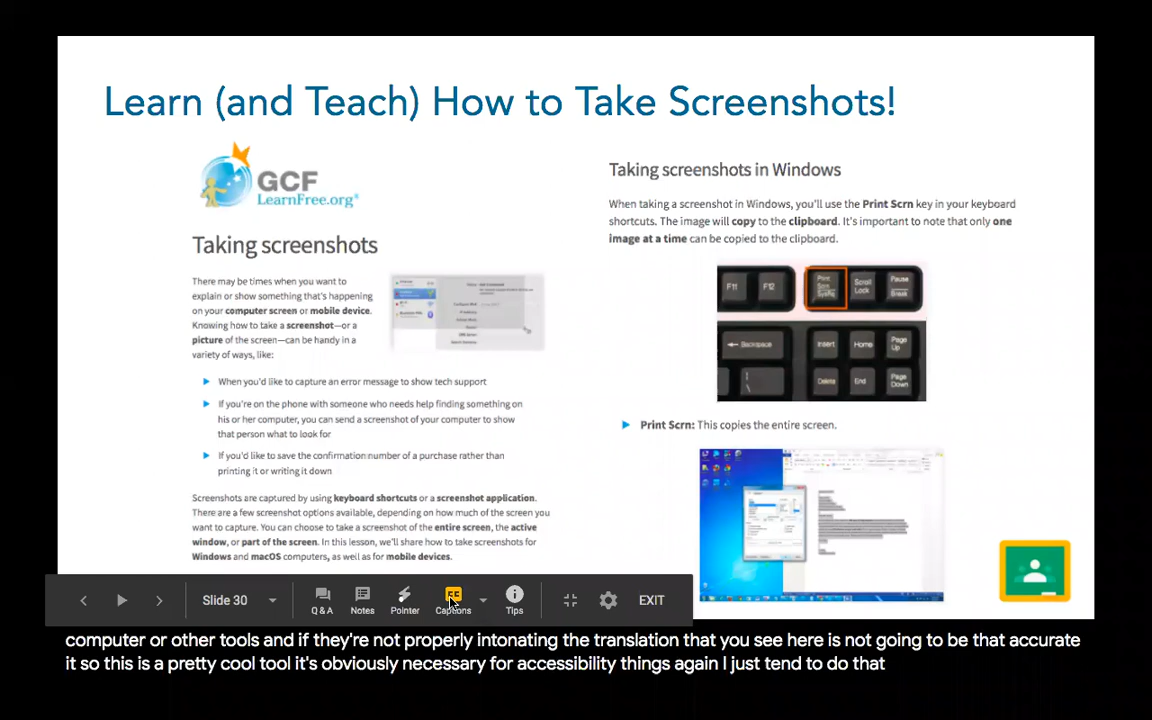 Learn (and Teach) How to Take Screenshots!
GCF
LearnFree.org®
Taking screenshots
There may be times when you want to
explain or show something that's happening
on your computer screen or mobile device.
Knowing how to take a screenshot—or a
picture of the screen—can be handy in a
variety of ways, like:
When you'd like to capture an error message to show tech support
If you're on the phone with someone who needs help finding something on
his or her computer, you can send a screenshot of your computer to show
that person what to look for
If you'd like to save the confirmation number of a purchase rather than
printing it or writing it down
Screenshots are captured by using keyboard shortcuts or a screenshot application.
There are a few screenshot options available, depending on how much of the screen you
want to capture. You can choose to take a screenshot of the entire screen, the active
window, or part of the screen. In this lesson, we'll share how to take screenshots for
Windows and macOS computers, as well as for mobile devices.
Taking screenshots in Windows
When taking a screenshot in Windows, you'll use the Print Scrn key in your keyboard
shortcuts. The image will copy to the clipboard. It's important to note that only one
image at a time can be copied to the clipboard.
F11
F12
Print
Scrn
SysRq
Scroll
Lock
Pause
Break
Backspace
Insert
Home
Page
Up
Delete
End
Page
Down
Print Scrn: This copies the entire screen.
Slide 30
Q & A
Notes
Pointer
Captions
Tips
EXIT
computer or other tools and if they're not properly intonating the translation that you see here is not going to be that accurate
it so this is a pretty cool tool it's obviously necessary for accessibility things again I just tend to do that